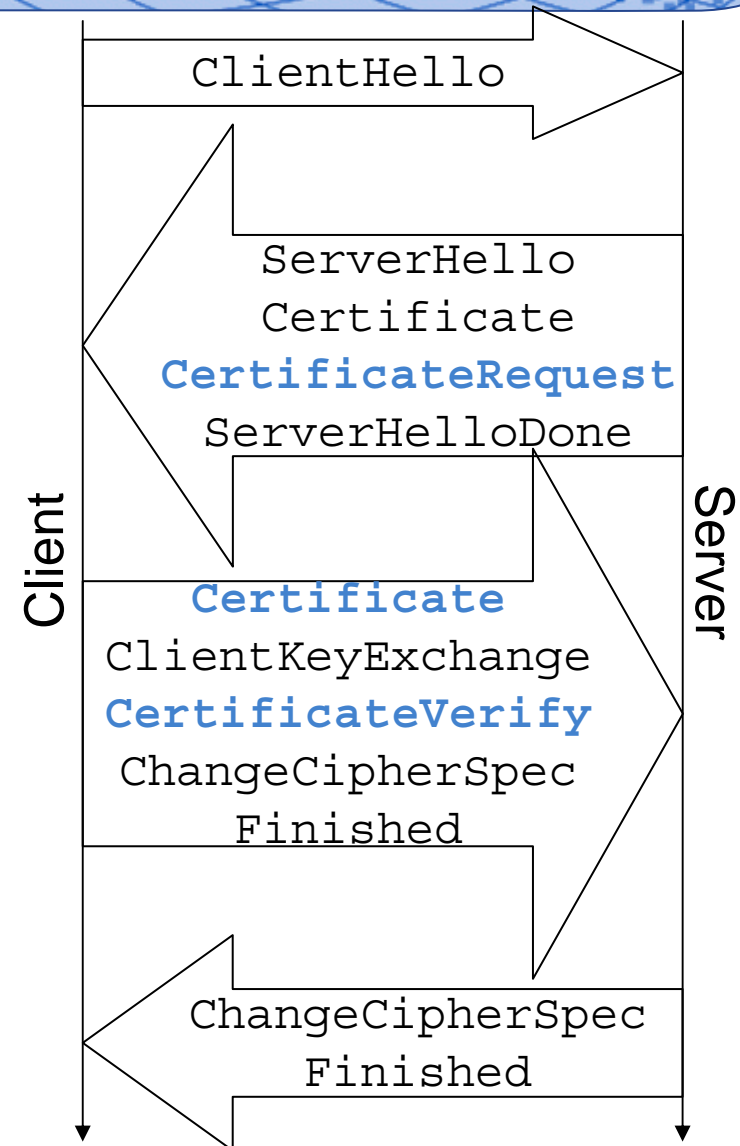 ClientHello
ServerHello
Certificate
CertificateRequest
ServerHelloDone
Client
Server
Certificate
ClientKeyExchange
CertificateVerify
ChangeCipherSpec
Finished
ChangeCipherSpec
Finished